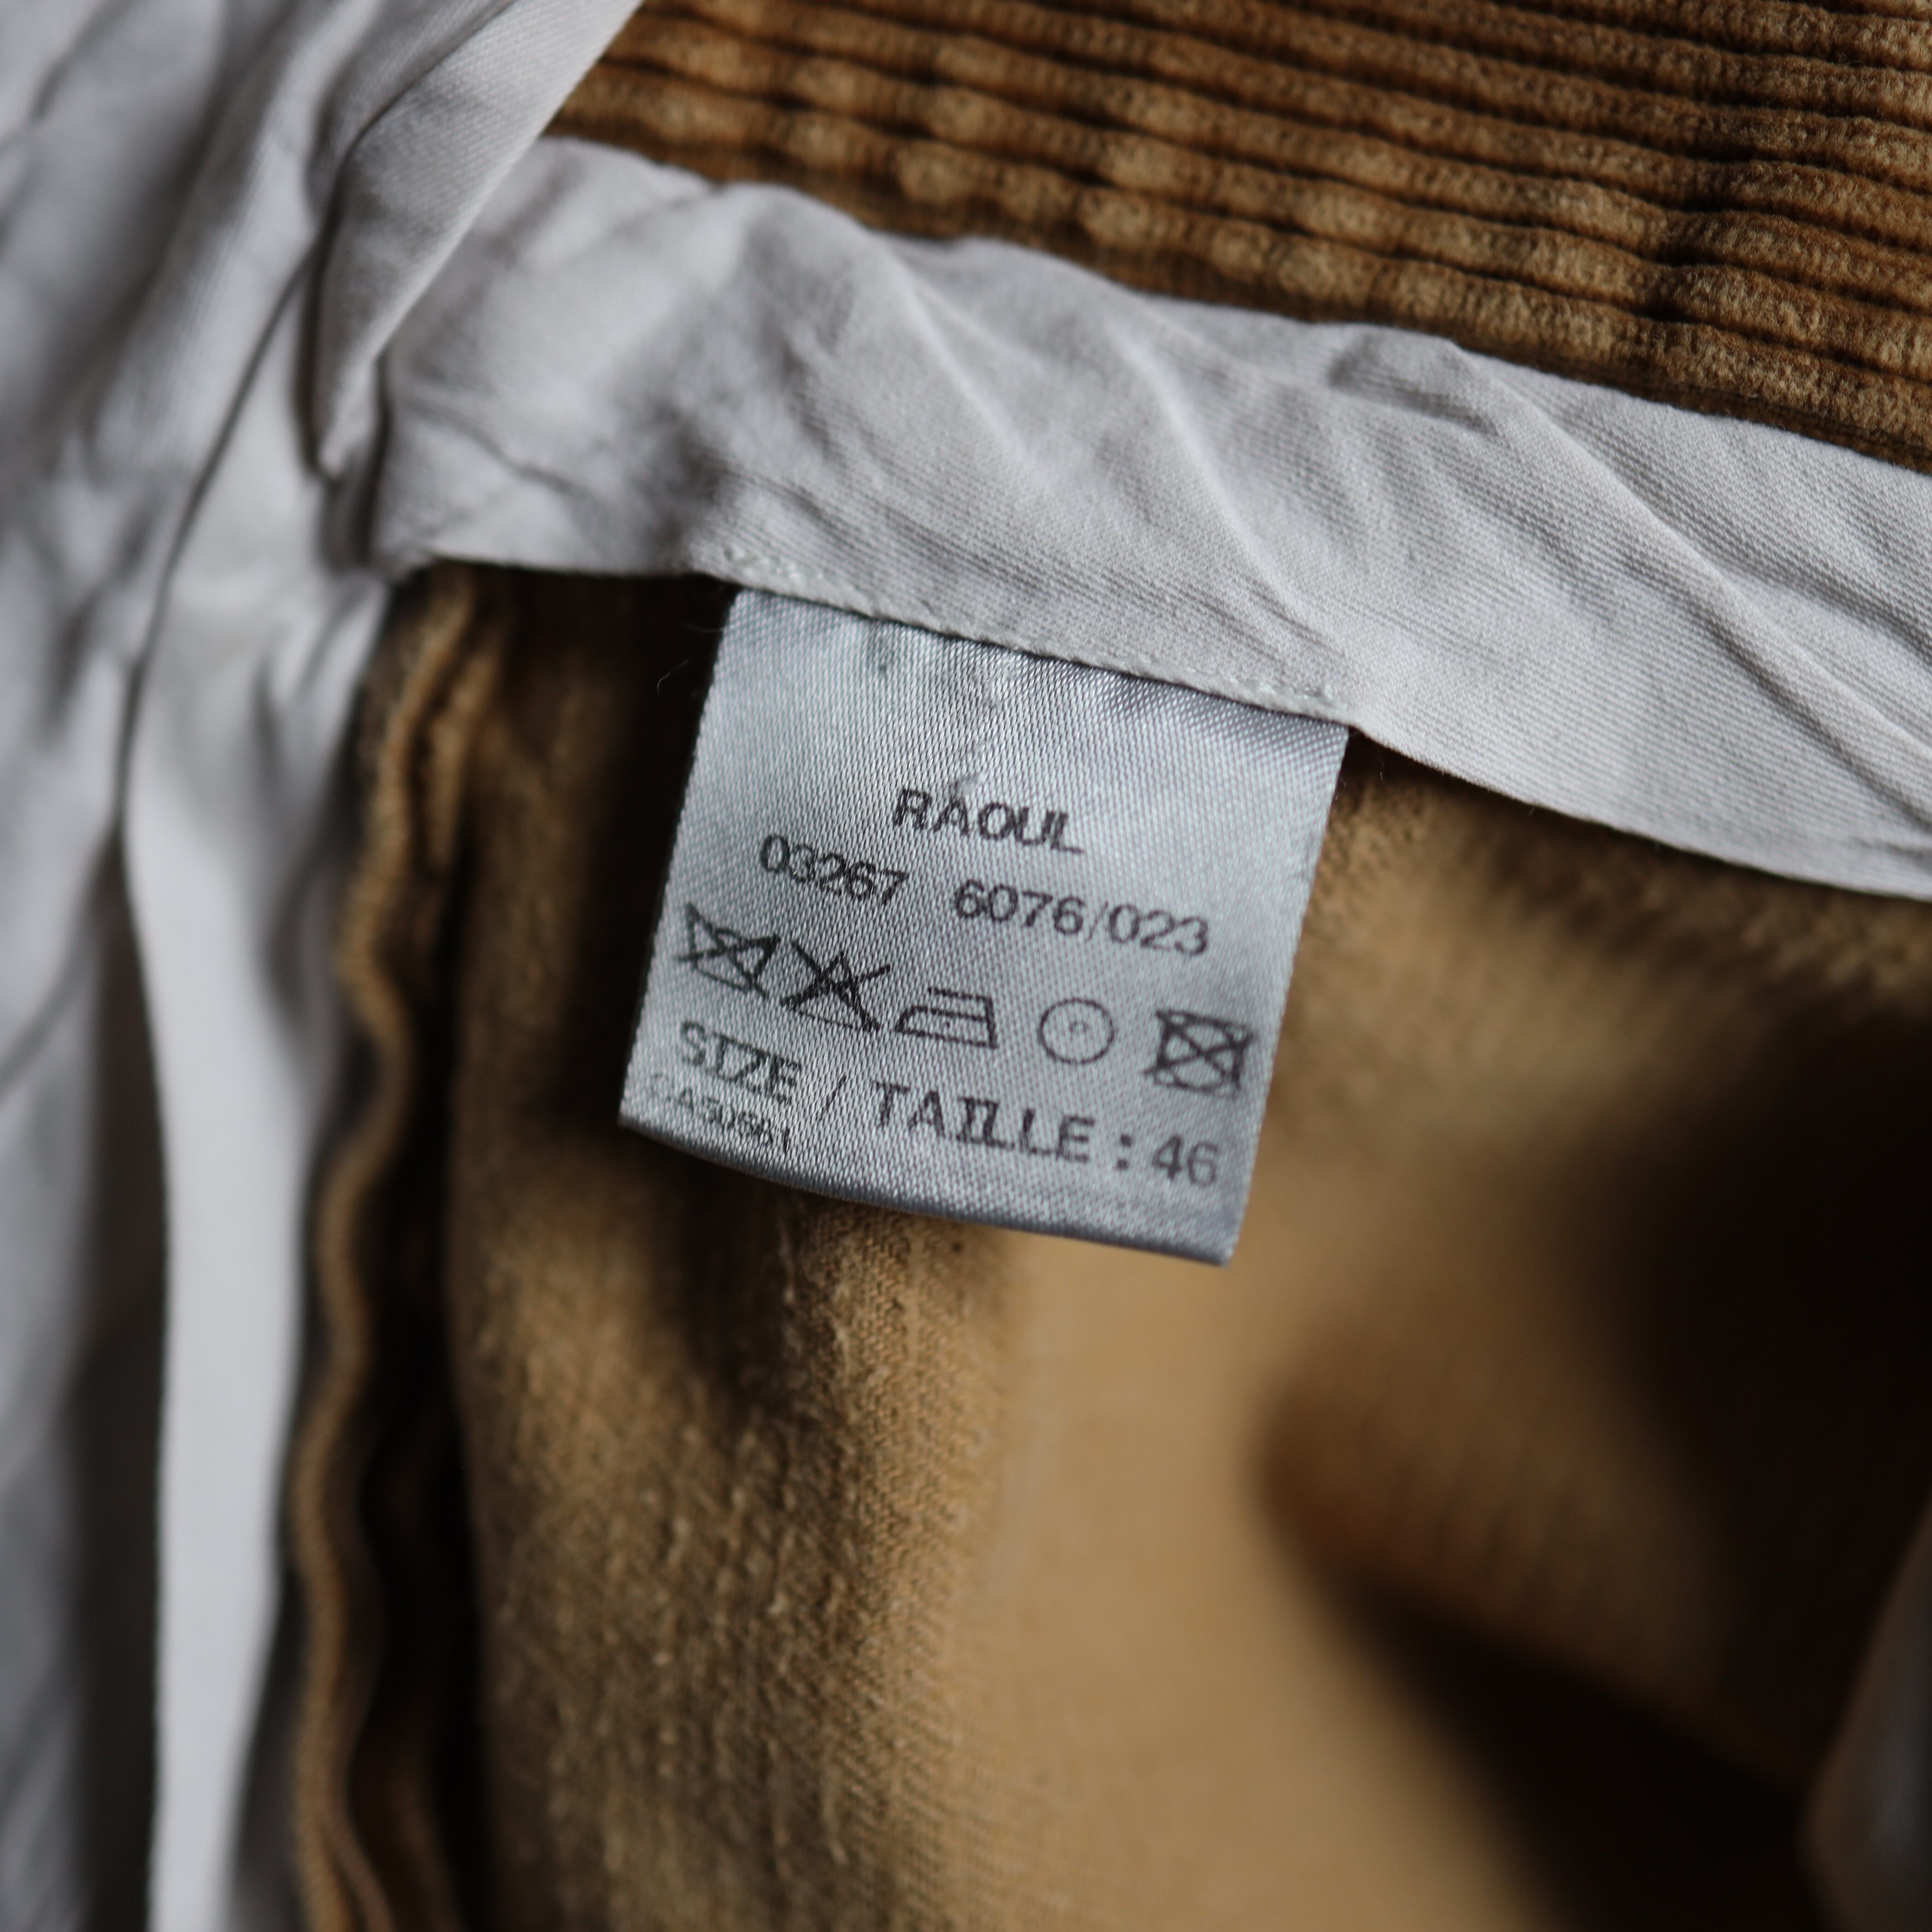 RAOUL
03267 6076/023
SIZE / TAILLE : 46